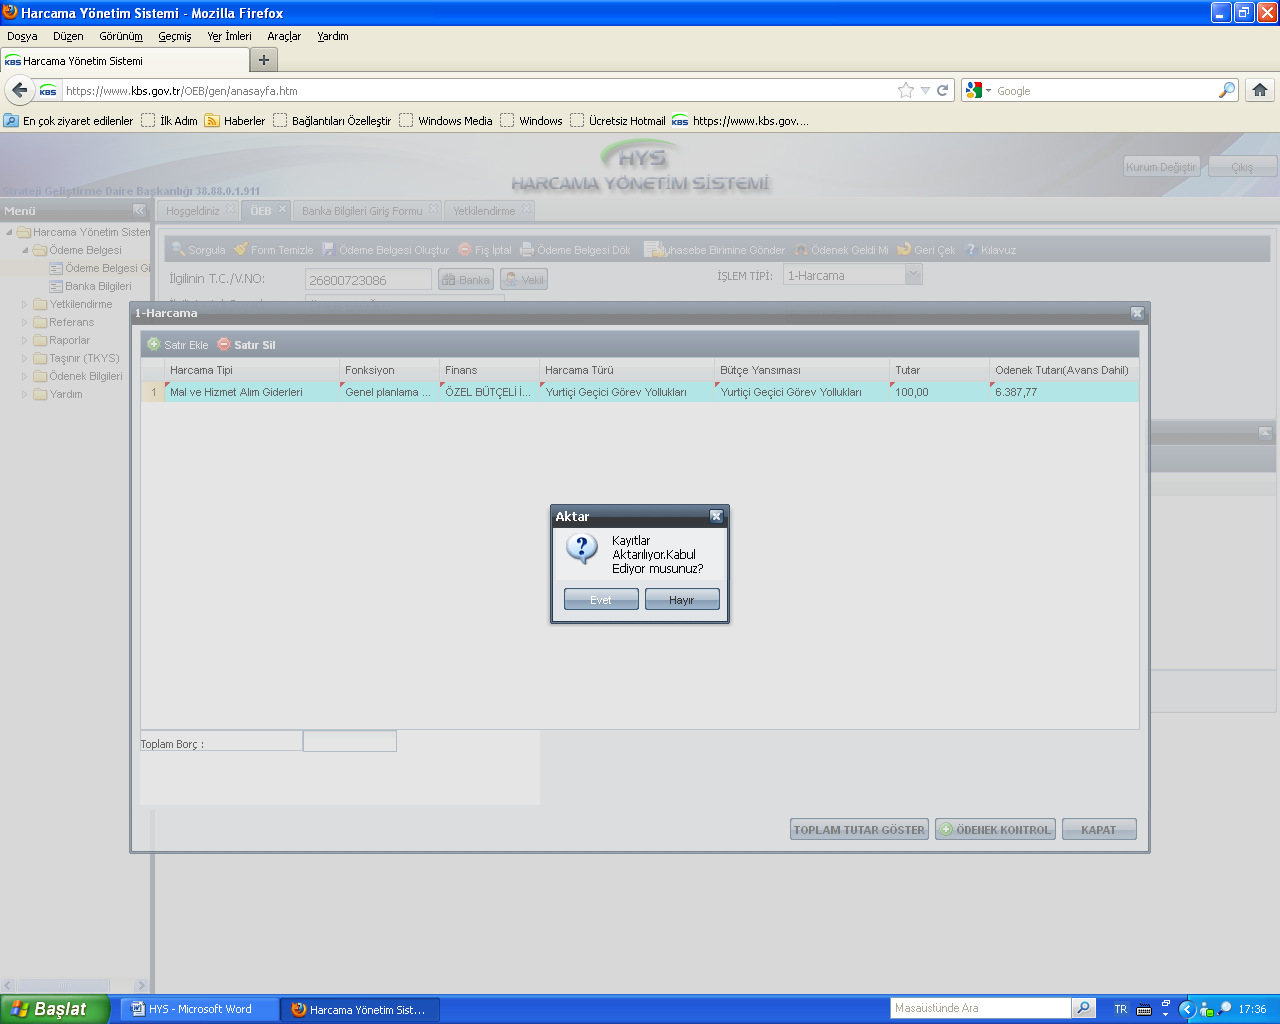 Harcama Yönetim Sistemi - Mozilla Firefox
Dosya Düzen Görünüm Geçmiş Yer İmleri Araçlar Yardım
KBS Harcama Yönetim Sistemi
KBS https://www.kbs.gov.tr/OEB/gen/anasayfa.htm Google
En çok ziyaret edilenler İlk Adım Haberler Bağlantıları Özelleştir Windows Media Windows Ücretsiz Hotmail KBS https://www.kbs.gov....
HYS
HARCAMA YÖNETİM SİSTEMİ
Kurum Değiştir Çıkış
Strateji Geliştirme Daire Başkanlığı 38.88.0.1.911
Menü
Hoşgeldiniz ÖEB Banka Bilgileri Giriş Formu Yetkilendirme
Harcama Yönetim Sistem
Ödeme Belgesi
Ödeme Belgesi Gi
Banka Bilgileri
Yetkilendirme
Referans
Raporlar
Taşınır (TKYS)
Ödenek Bilgileri
Yardım
Sorgula Form Temizle Ödeme Belgesi Oluştur Fiş İptal Ödeme Belgesi Dök Muhasebe Birimine Gönder Ödenek Geldi Mi Geri Çek Kılavuz
İlgilinin T.C./V.NO: 26800723086 Banka Vekil İŞLEM TİPİ: 1-Harcama
1-Harcama
Satır Ekle Satır Sil
Harcama Tipi Fonksiyon Finans Harcama Türü Bütçe Yansıması Tutar Odenek Tutarı(Avans Dahil)
1 Mal ve Hizmet Alım Giderleri Genel planlama ... ÖZEL BÜTÇELİ İ... Yurtiçi Geçici Görev Yollukları Yurtiçi Geçici Görev Yollukları 100,00 6.387,77
Aktar
Kayıtlar
Aktarılıyor.Kabul
Ediyor musunuz?
Evet Hayır
Toplam Borç :
TOPLAM TUTAR GÖSTER ÖDENEK KONTROL KAPAT
Başlat HYS - Microsoft Word Harcama Yönetim Sist... Masaüstünde Ara TR 17:36